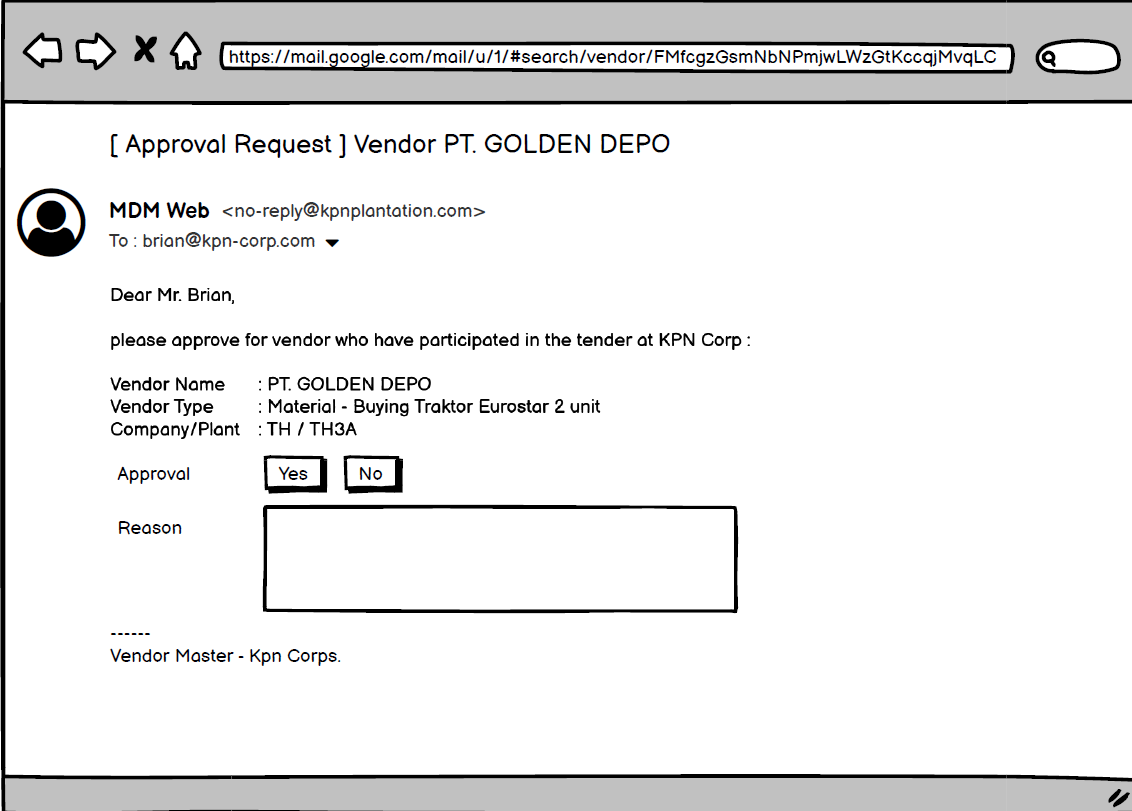 https://mail.google.com/mail/u/1/#search/vendor/FMfcgzGsmNbNPmjwLWzGtKccqjMvqLC
[ Approval Request ] Vendor PT. GOLDEN DEPO
MDM Web <no-reply@kpnplantation.com>
To : brian@kpn-corp.com
Dear Mr. Brian,
please approve for vendor who have participated in the tender at KPN Corp :
Vendor Name : PT. GOLDEN DEPO
Vendor Type : Material - Buying Traktor Eurostar 2 unit
Company/Plant : TH / TH3A
Approval Yes No
Reason
------
Vendor Master - Kpn Corps.